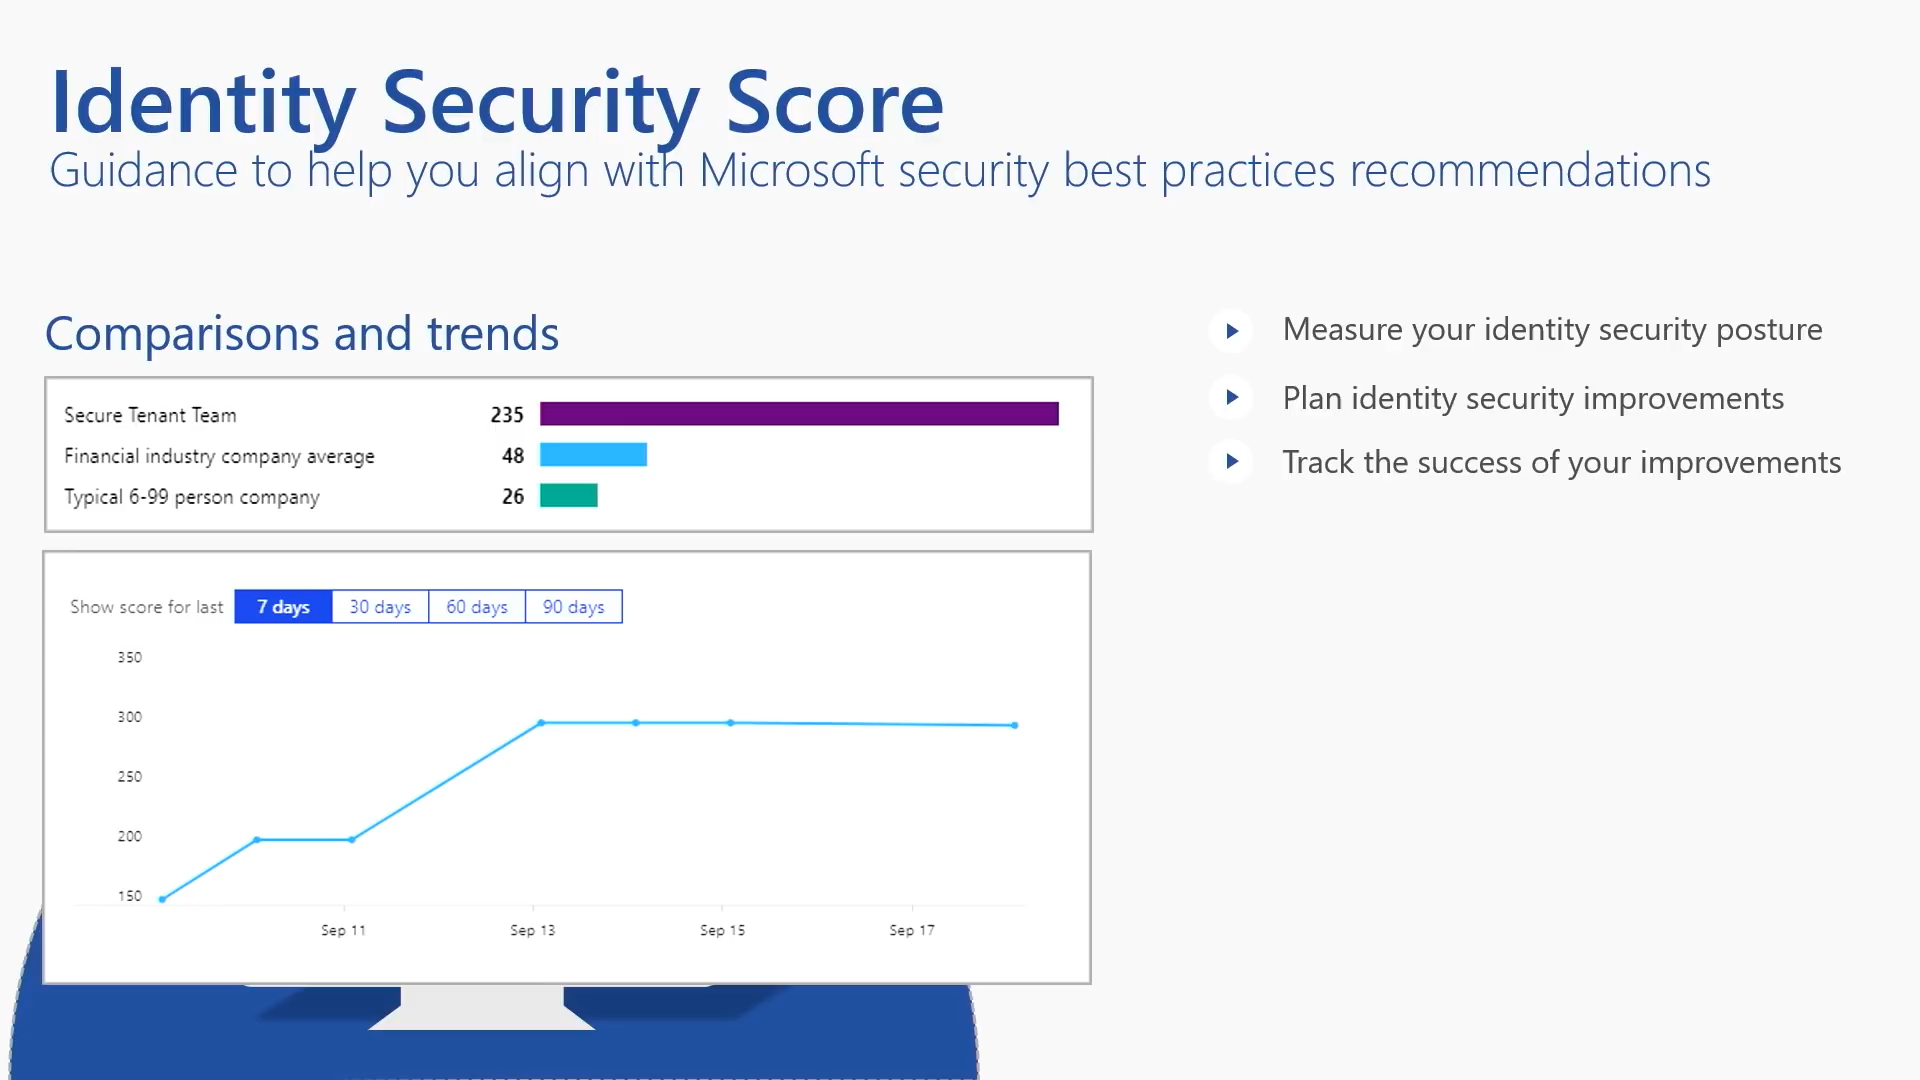 Identity Security Score
Guidance to help you align with Microsoft security best practices recommendations
Comparisons and trends
Secure Tenant Team 235
Financial industry company average 48
Typical 6-99 person company 26
Show score for last 7 days 30 days 60 days 90 days
350
300
250
200
150
Sep 11 Sep 13 Sep 15 Sep 17
Measure your identity security posture
Plan identity security improvements
Track the success of your improvements